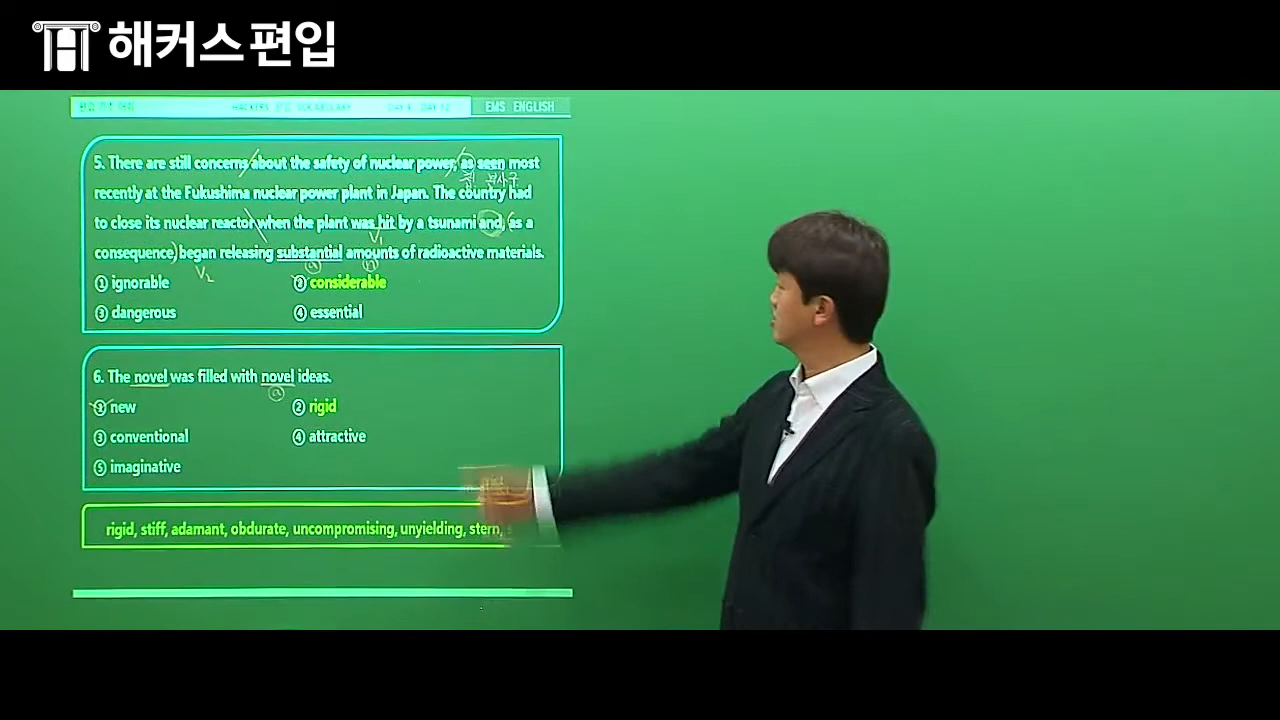 해커스편입
EMS ENGLISH
5. There are still concerns about the safety of nuclear power, as seen most
recently at the Fukushima nuclear power plant in Japan. The country had
to close its nuclear reactor when the plant was hit by a tsunami and, as a
consequence, began releasing substantial amounts of radioactive materials.
① ignorable ② considerable
③ dangerous ④ essential
6. The novel was filled with novel ideas.
① new ② rigid
③ conventional ④ attractive
⑤ imaginative
rigid, stiff, adamant, obdurate, uncompromising, unyielding, stern,